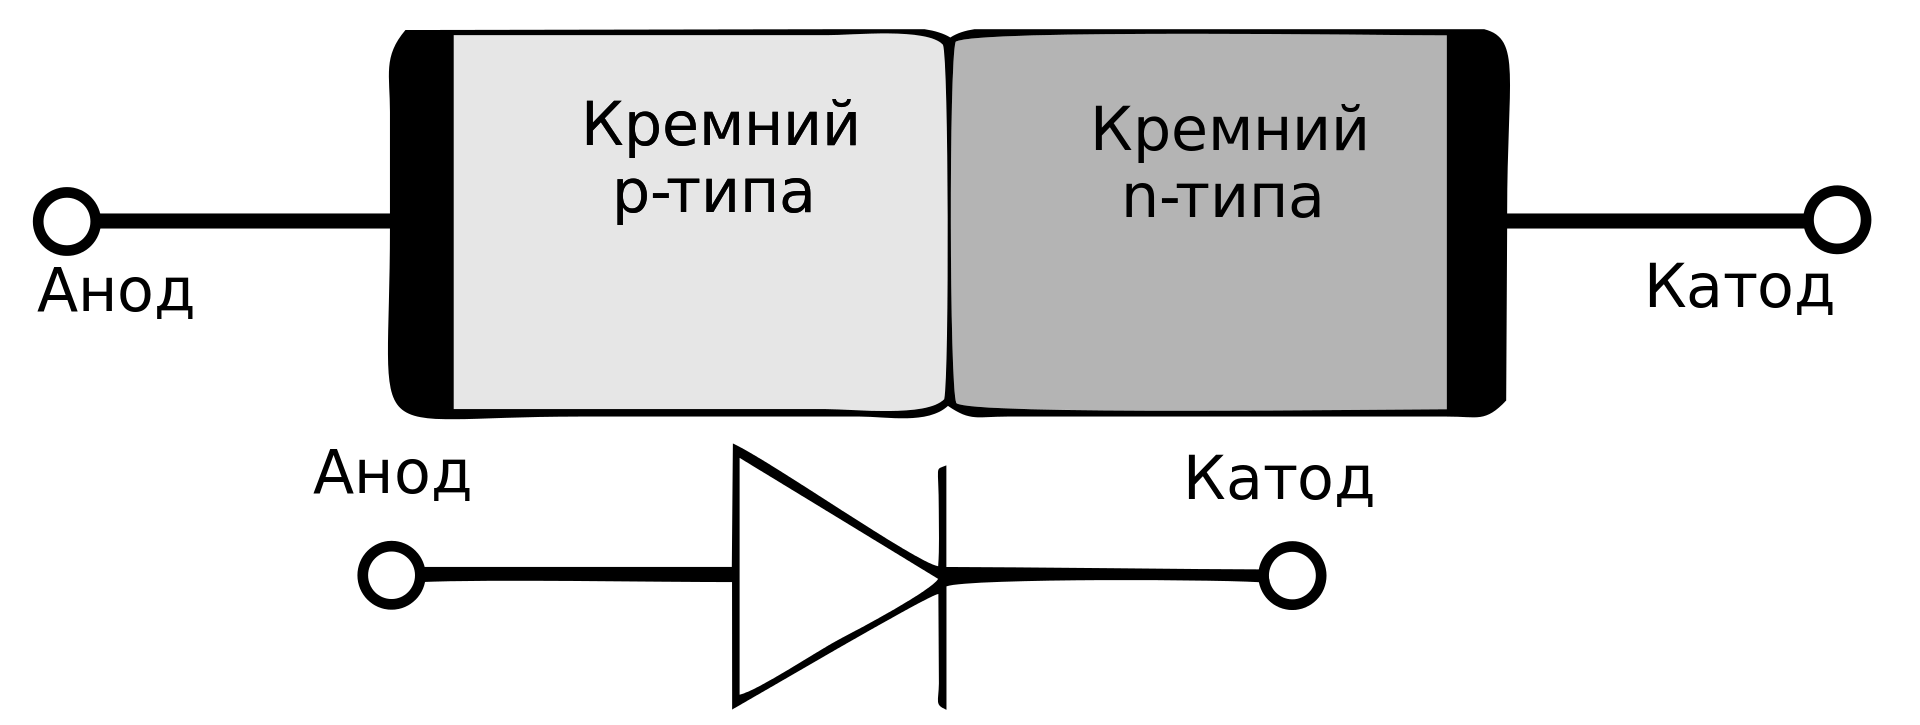 Кремний
p-типа
Кремний
n-типа
Анод
Катод
Анод
Катод